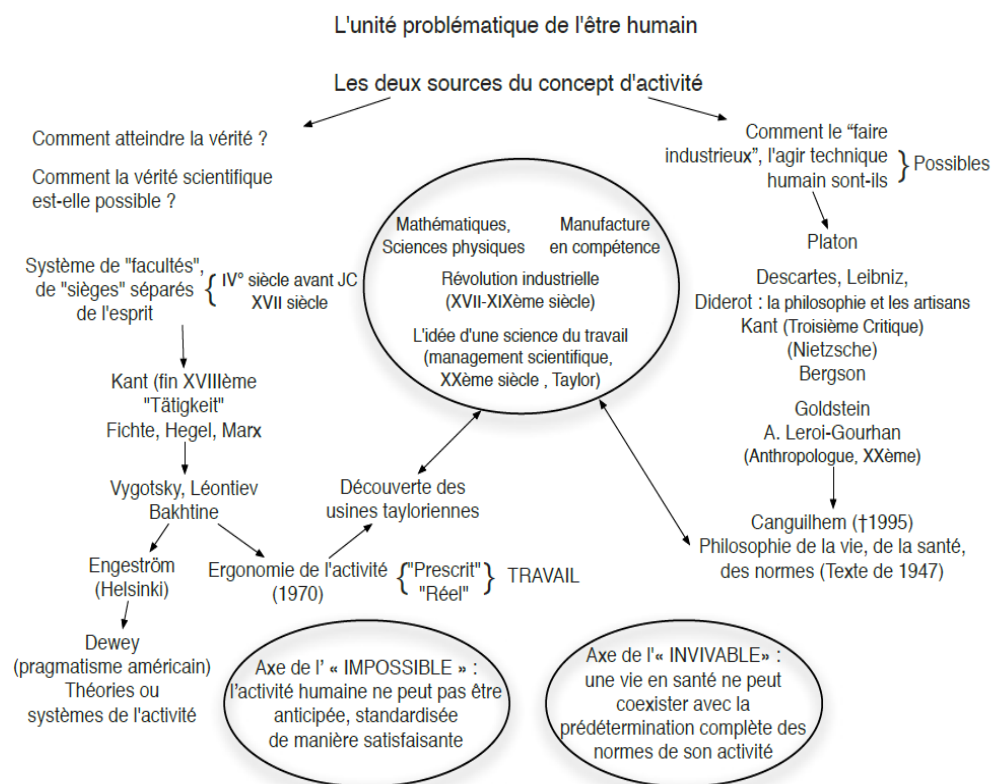 L'unité problématique de l'être humain
Les deux sources du concept d'activité
Comment atteindre la vérité ?
Comment la vérité scientifique
est-elle possible ?
Système de "facultés",
de "sièges" séparés
de l'esprit
{ IV° siècle avant JC
XVII siècle
Kant (fin XVIIIème
"Tätigkeit"
Fichte, Hegel, Marx
Vygotsky, Léontiev
Bakhtine
Engeström
(Helsinki)
Dewey
(pragmatisme américain)
Théories ou
systèmes de l'activité
Ergonomie de l'activité
(1970)
{ "Prescrit"
"Réel" }
TRAVAIL
Découverte des
usines tayloriennes
Mathématiques,
Sciences physiques
Manufacture
en compétence
Révolution industrielle
(XVII-XIXème siècle)
L'idée d'une science du travail
(management scientifique,
XXème siècle , Taylor)
Comment le “faire
industrieux”, l'agir technique
humain sont-ils
} Possibles
Platon
Descartes, Leibniz,
Diderot : la philosophie et les artisans
Kant (Troisième Critique)
(Nietzsche)
Bergson
Goldstein
A. Leroi-Gourhan
(Anthropologue, XXème)
Canguilhem (†1995)
Philosophie de la vie, de la santé,
des normes (Texte de 1947)
Axe de l’ « IMPOSSIBLE » :
l’activité humaine ne peut pas être
anticipée, standardisée
de manière satisfaisante
Axe de l'« INVIVABLE» :
une vie en santé ne peut
coexister avec la
prédétermination complète des
normes de son activité